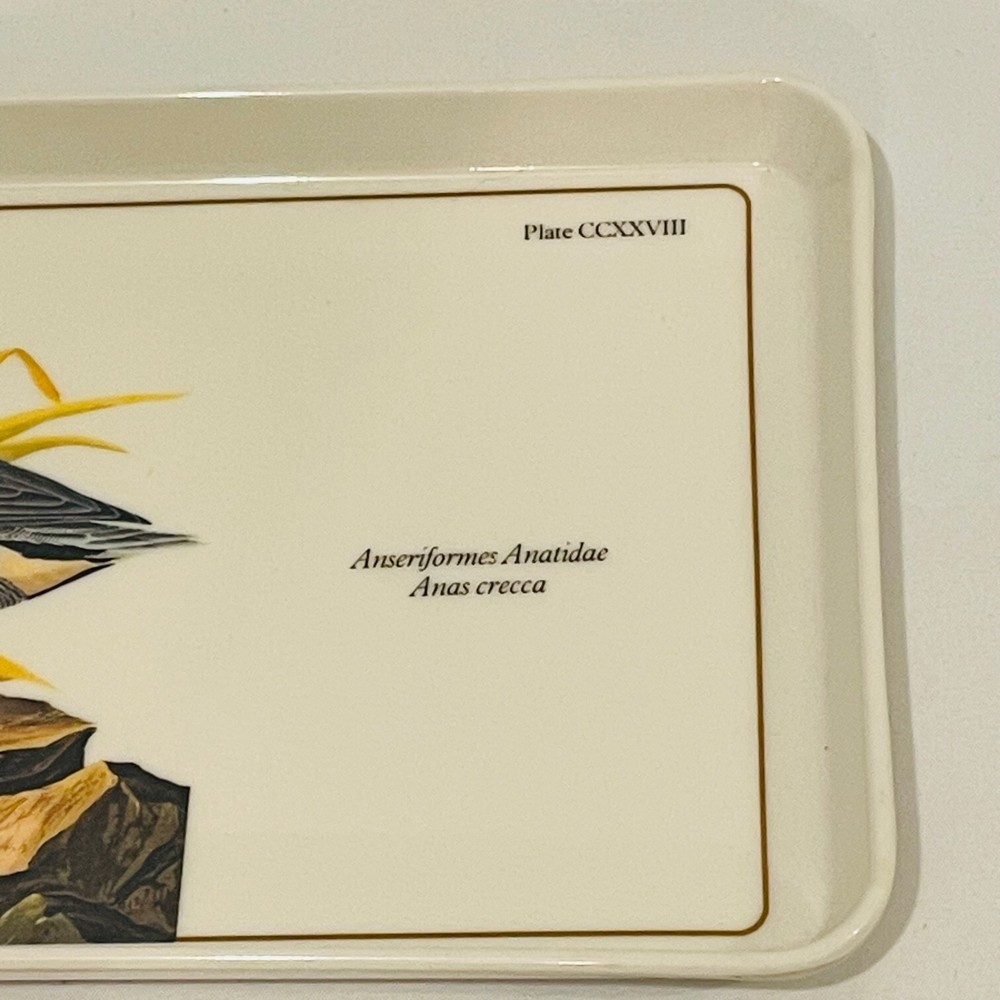 Plate CCXXVIII
Anseriformes Anatidae
Anas crecca